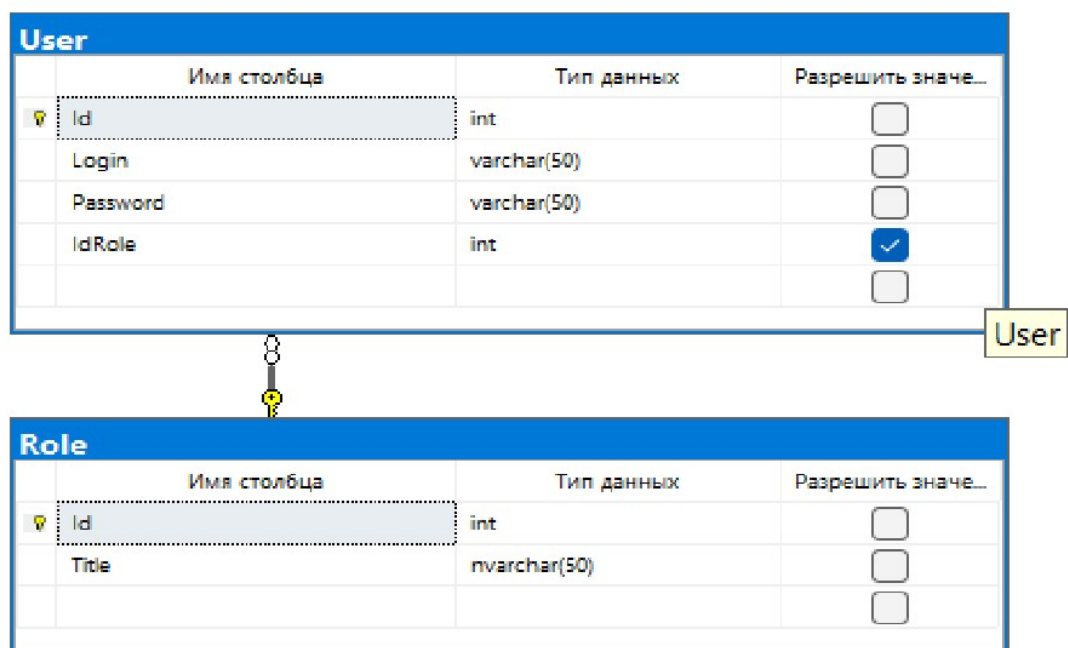 User
Имя столбца Тип данных Разрешить значе...
Id int
Login varchar(50)
Password varchar(50)
IdRole int
User
Role
Имя столбца Тип данных Разрешить значе...
Id int
Title nvarchar(50)